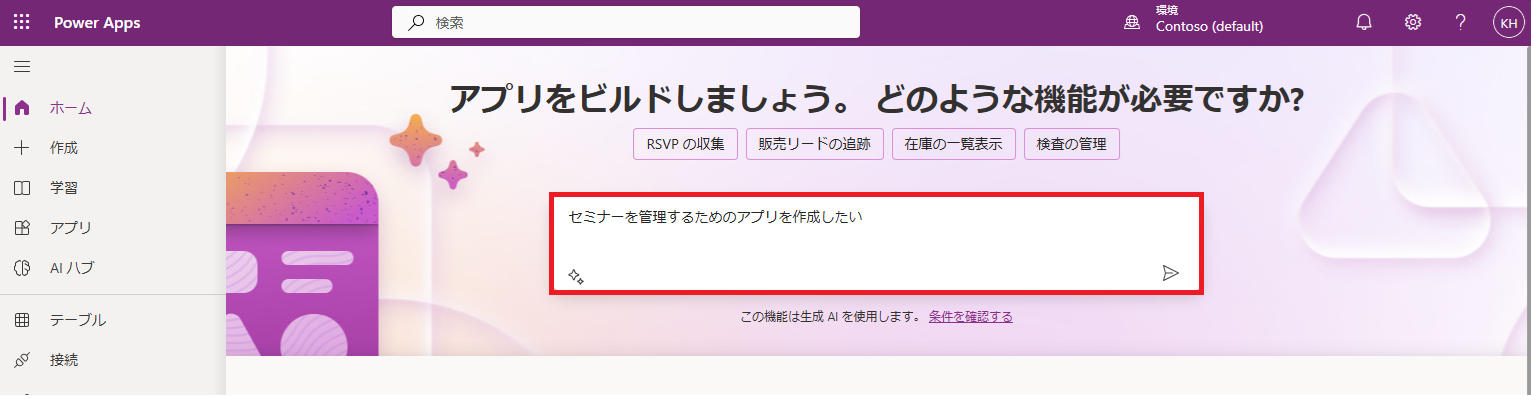 Power Apps
検索
環境
Contoso (default)
KH
ホーム
作成
学習
アプリ
AI ハブ
テーブル
接続
アプリをビルドしましょう。 どのような機能が必要ですか?
RSVP の収集
販売リードの追跡
在庫の一覧表示
検査の管理
セミナーを管理するためのアプリを作成したい
この機能は生成 AI を使用します。 条件を確認する